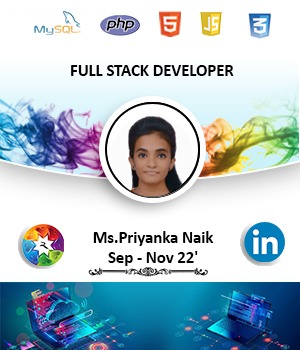 MySQL php 5 JS 3
FULL STACK DEVELOPER
Ms.Priyanka Naik
Sep - Nov 22'
in